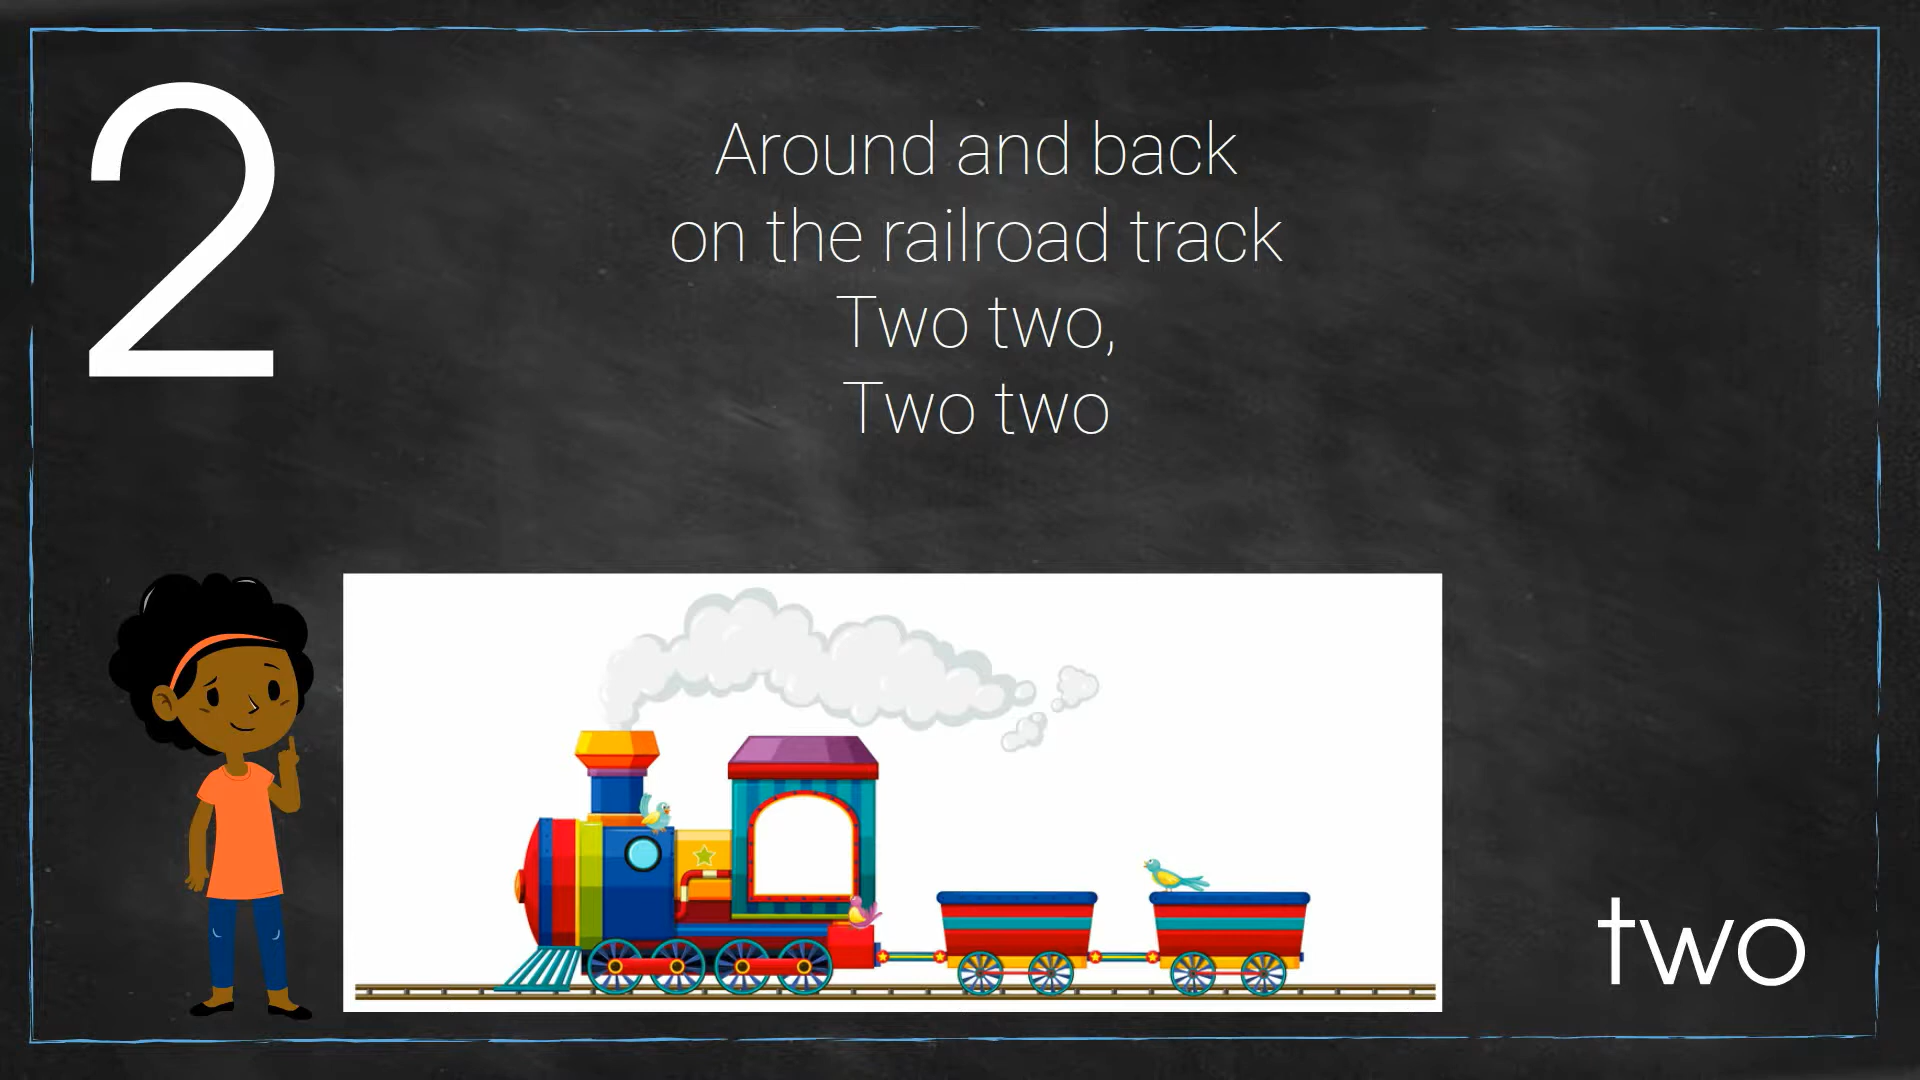 2
Around and back
on the railroad track
Two two,
Two two
two